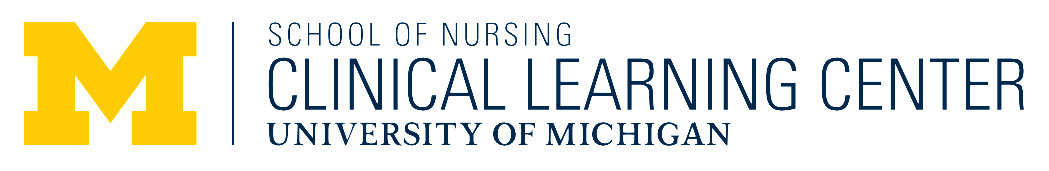 M
SCHOOL OF NURSING
CLINICAL LEARNING CENTER
UNIVERSITY OF MICHIGAN